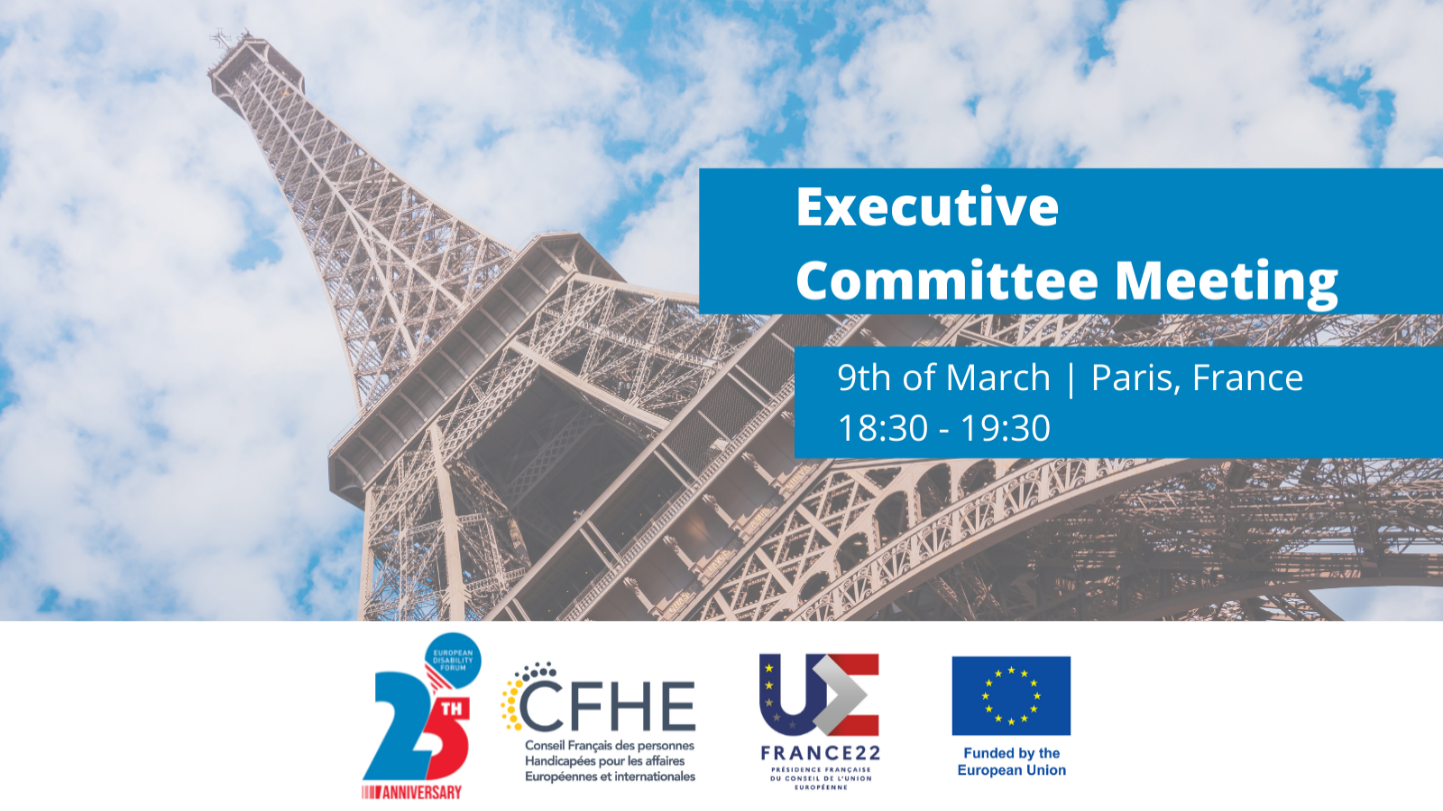 Executive
Committee Meeting
9th of March | Paris, France
18:30 - 19:30
EUROPEAN
DISABILITY
FORUM
25TH
ANNIVERSARY
CFHE
Conseil Français des personnes
Handicapées pour les affaires
Européennes et internationales
UE
FRANCE22
PRÉSIDENCE FRANÇAISE
DU CONSEIL DE L'UNION
EUROPÉENNE
Funded by the
European Union